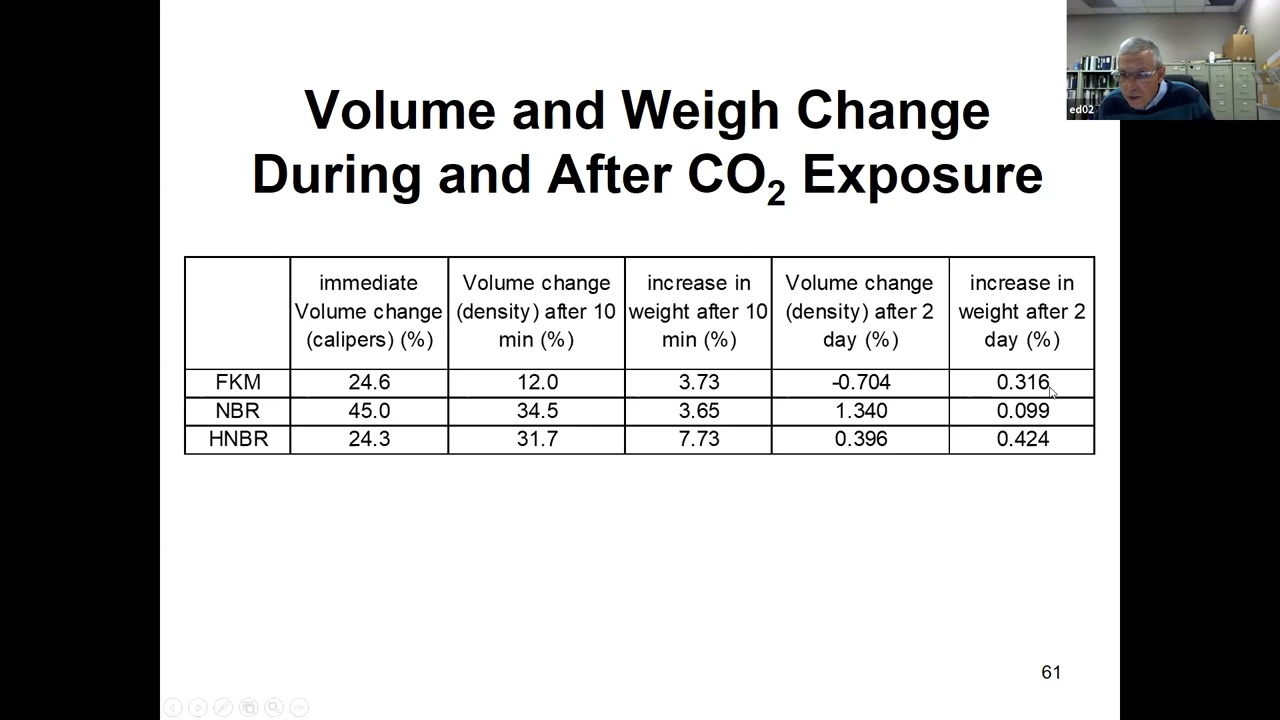 Volume and Weigh Change
During and After CO₂ Exposure
ed02
immediate Volume change (calipers) (%)
Volume change (density) after 10 min (%)
increase in weight after 10 min (%)
Volume change (density) after 2 day (%)
increase in weight after 2 day (%)
FKM 24.6 12.0 3.73 -0.704 0.316
NBR 45.0 34.5 3.65 1.340 0.099
HNBR 24.3 31.7 7.73 0.396 0.424
61